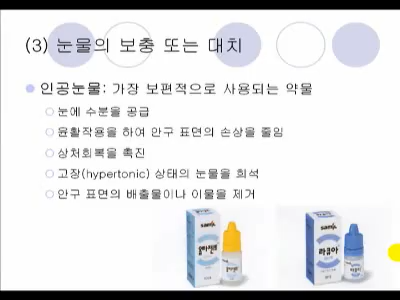 (3) 눈물의 보충 또는 대치
인공눈물: 가장 보편적으로 사용되는 약물
눈에 수분을 공급
윤활작용을 하여 안구 표면의 손상을 줄임
상처회복을 촉진
고장(hypertonic) 상태의 눈물을 희석
안구 표면의 배출물이나 이물을 제거
라큐아